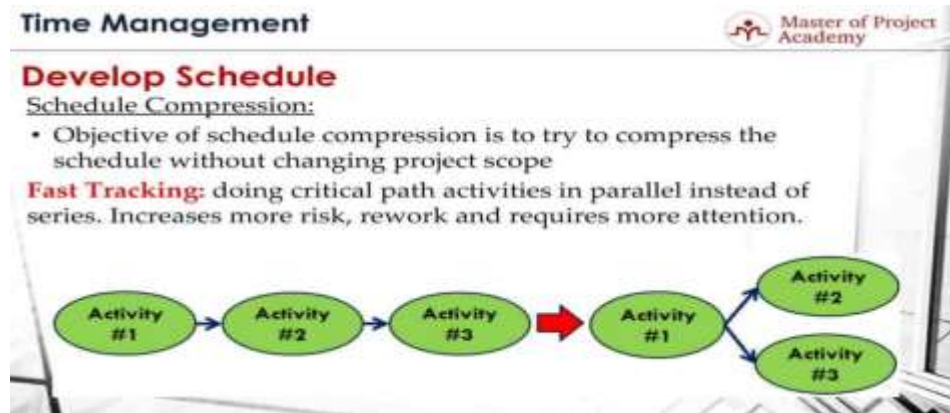 Time Management
Master of Project
Academy
Develop Schedule
Schedule Compression:
• Objective of schedule compression is to try to compress the
schedule without changing project scope
Fast Tracking: doing critical path activities in parallel instead of
series. Increases more risk, rework and requires more attention.
Activity
#1
Activity
#2
Activity
#3
Activity
#1
Activity
#2
Activity
#3